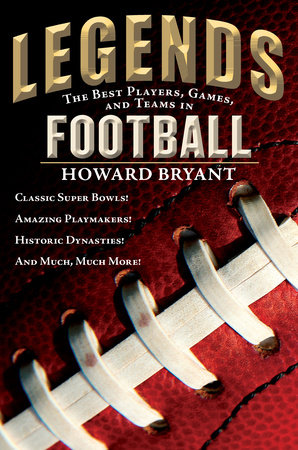 LEGENDS
THE BEST PLAYERS, GAMES,
AND TEAMS IN
FOOTBALL
HOWARD BRYANT
CLASSIC SUPER BOWLS!
AMAZING PLAYMAKERS!
HISTORIC DYNASTIES!
AND MUCH, MUCH MORE!